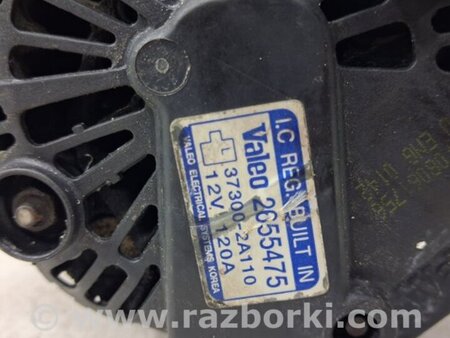 I.C REG. BUILT IN
Valeo 2655475
37300-2A110
12V 120A
VALEO ELECTRICAL SYSTEMS KOREA
www.razborki.com